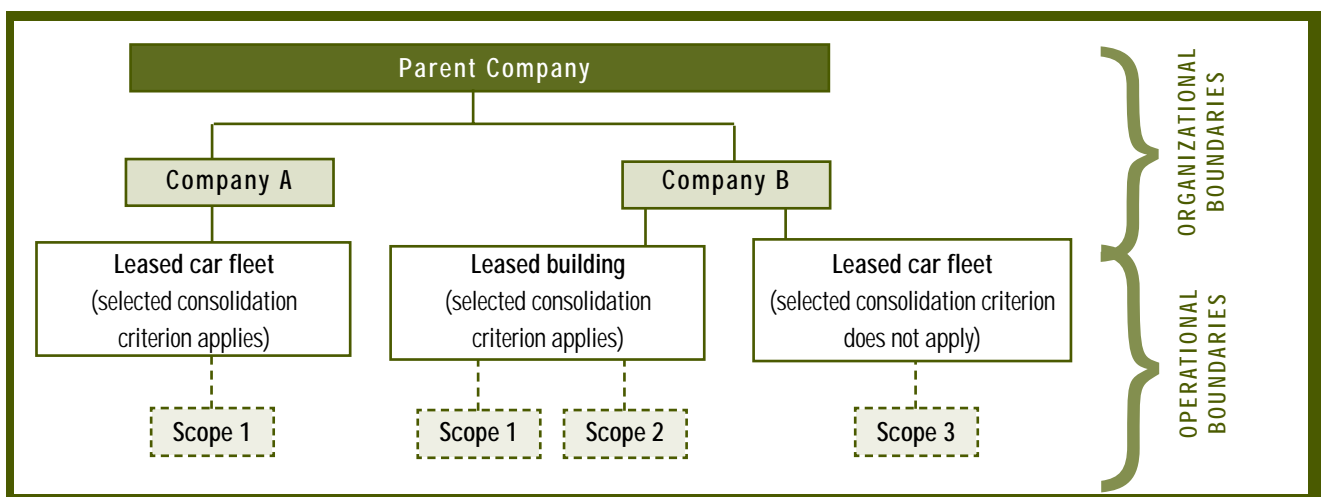 Parent Company
Company A
Company B
Leased car fleet
(selected consolidation
criterion applies)
Leased building
(selected consolidation
criterion applies)
Leased car fleet
(selected consolidation criterion
does not apply)
Scope 1
Scope 1
Scope 2
Scope 3
ORGANIZATIONAL
BOUNDARIES
OPERATIONAL
BOUNDARIES